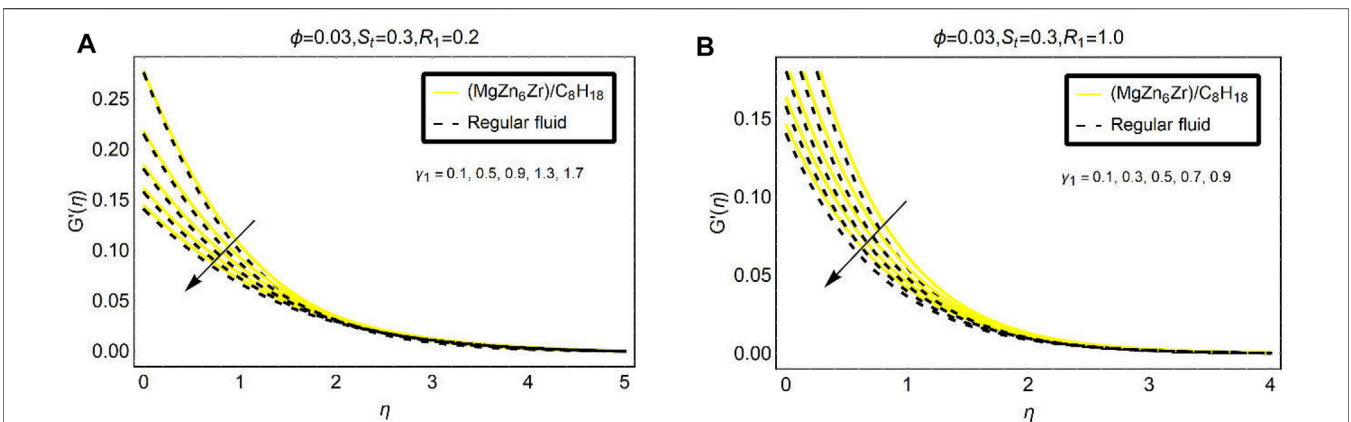 A
ϕ=0.03,Sₜ=0.3,R₁=0.2
(MgZn₆Zr)/C₈H₁₈
Regular fluid
γ₁ = 0.1, 0.5, 0.9, 1.3, 1.7
G'(η)
0.25
0.20
0.15
0.10
0.05
0.00
0 1 2 3 4 5
η
B
ϕ=0.03,Sₜ=0.3,R₁=1.0
(MgZn₆Zr)/C₈H₁₈
Regular fluid
γ₁ = 0.1, 0.3, 0.5, 0.7, 0.9
G'(η)
0.15
0.10
0.05
0.00
0 1 2 3 4
η